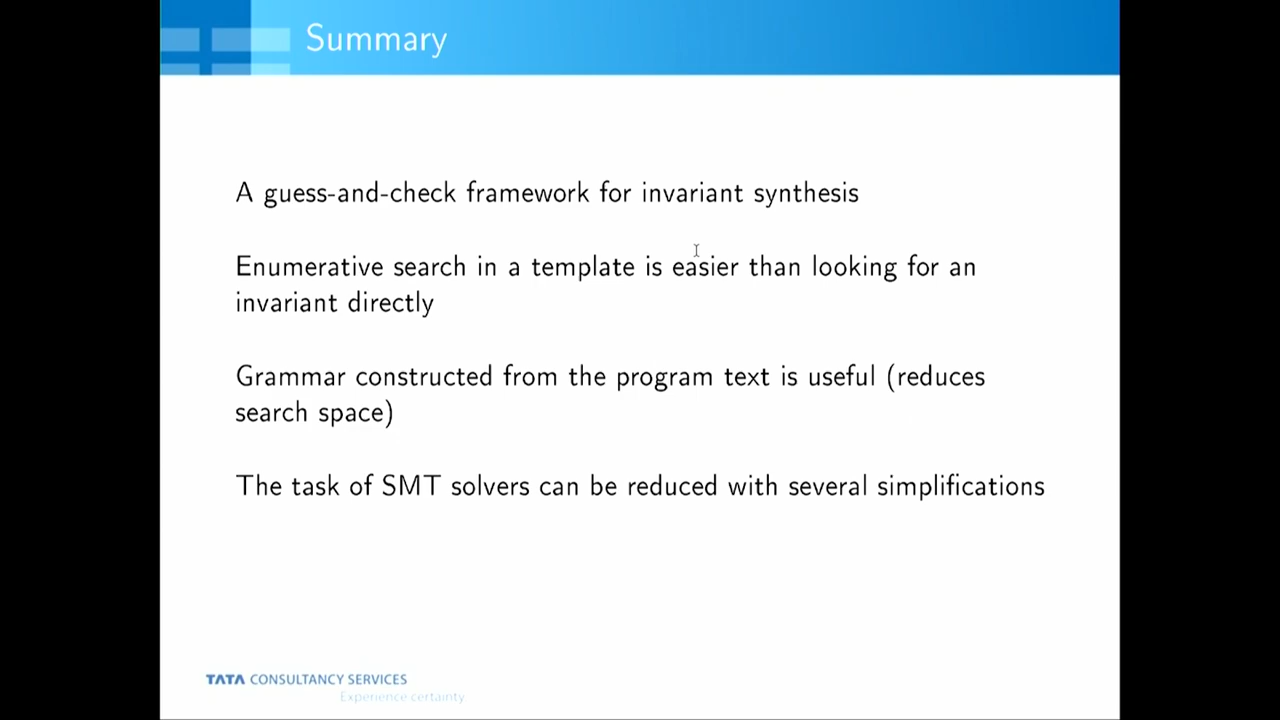 Summary
A guess-and-check framework for invariant synthesis
Enumerative search in a template is easier than looking for an
invariant directly
Grammar constructed from the program text is useful (reduces
search space)
The task of SMT solvers can be reduced with several simplifications
TATA CONSULTANCY SERVICES
Experience certainty.